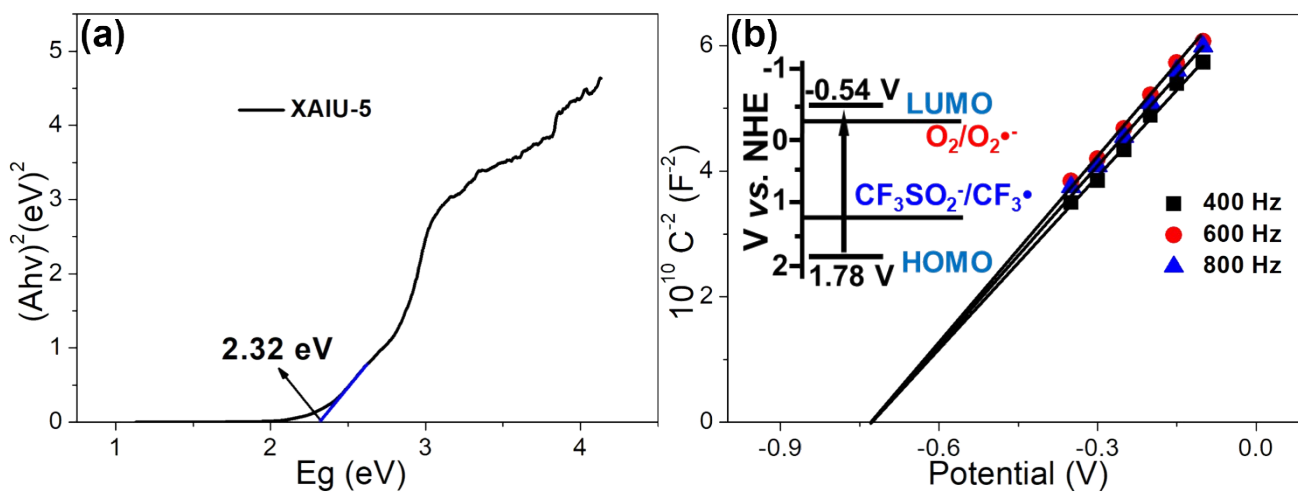 (a)
XAIU-5
2.32 eV
(Ahν)²(eV)²
5
4
3
2
1
0
1 2 3 4
Eg (eV)
(b)
-0.54 V
LUMO
O₂/O₂•⁻
CF₃SO₂⁻/CF₃•
HOMO
1.78 V
V vs. NHE
-1
0
1
2
400 Hz
600 Hz
800 Hz
10¹⁰ C⁻² (F⁻²)
6
4
2
0
-0.9 -0.6 -0.3 0.0
Potential (V)